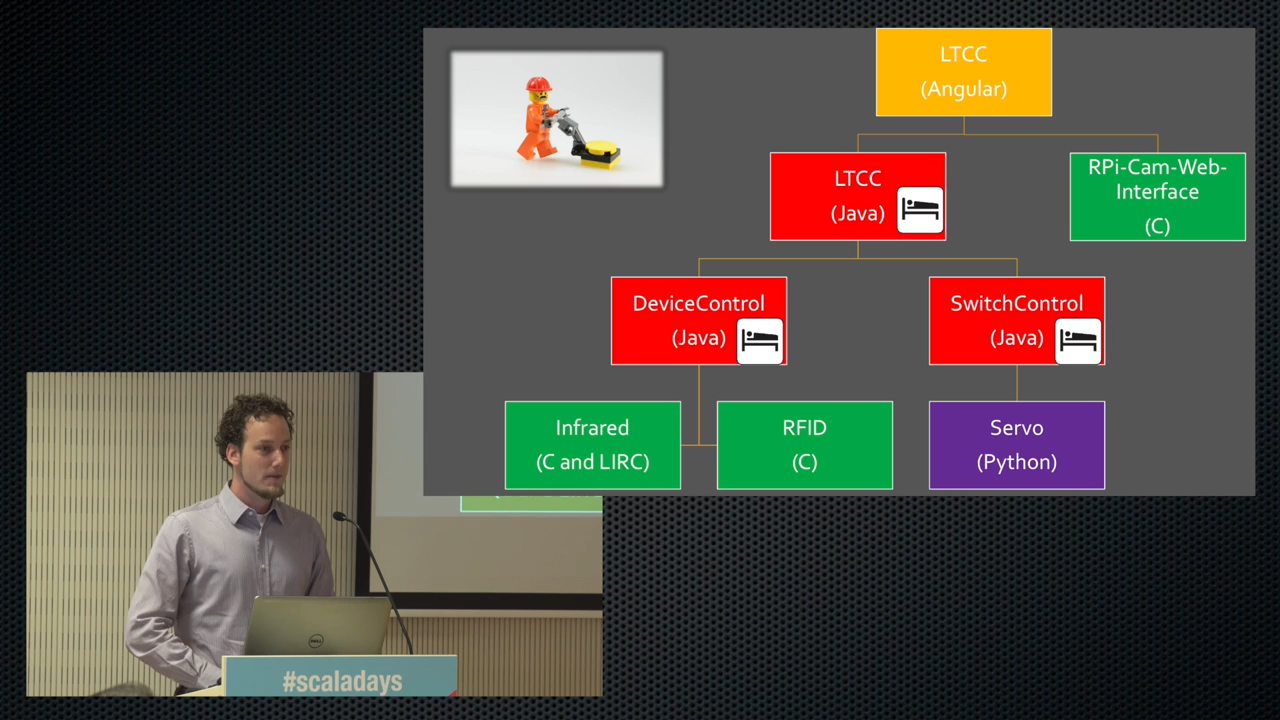 LTCC
(Angular)
LTCC
(Java)
RPi-Cam-Web-
Interface
(C)
DeviceControl
(Java)
SwitchControl
(Java)
Infrared
(C and LIRC)
RFID
(C)
Servo
(Python)
DELL
#scaladays